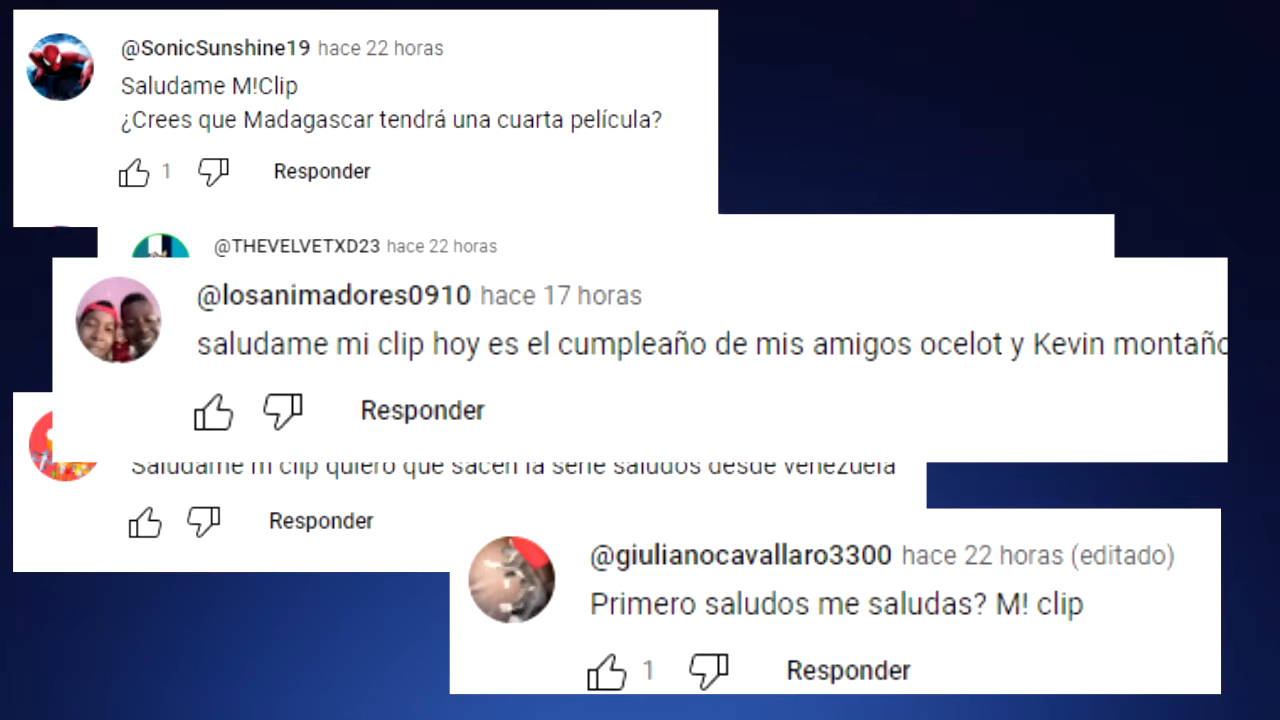 @SonicSunshine19 hace 22 horas
Saludame M!Clip
¿Crees que Madagascar tendrá una cuarta película?
1 Responder
@THEVELVETXD23 hace 22 horas
@losanimadores0910 hace 17 horas
saludame mi clip hoy es el cumpleaño de mis amigos ocelot y Kevin montaño
Responder
Saludame m clip quiero que sacen la serie saludos desde venezuela
Responder
@giulianocavallaro3300 hace 22 horas (editado)
Primero saludos me saludas? M! clip
1 Responder